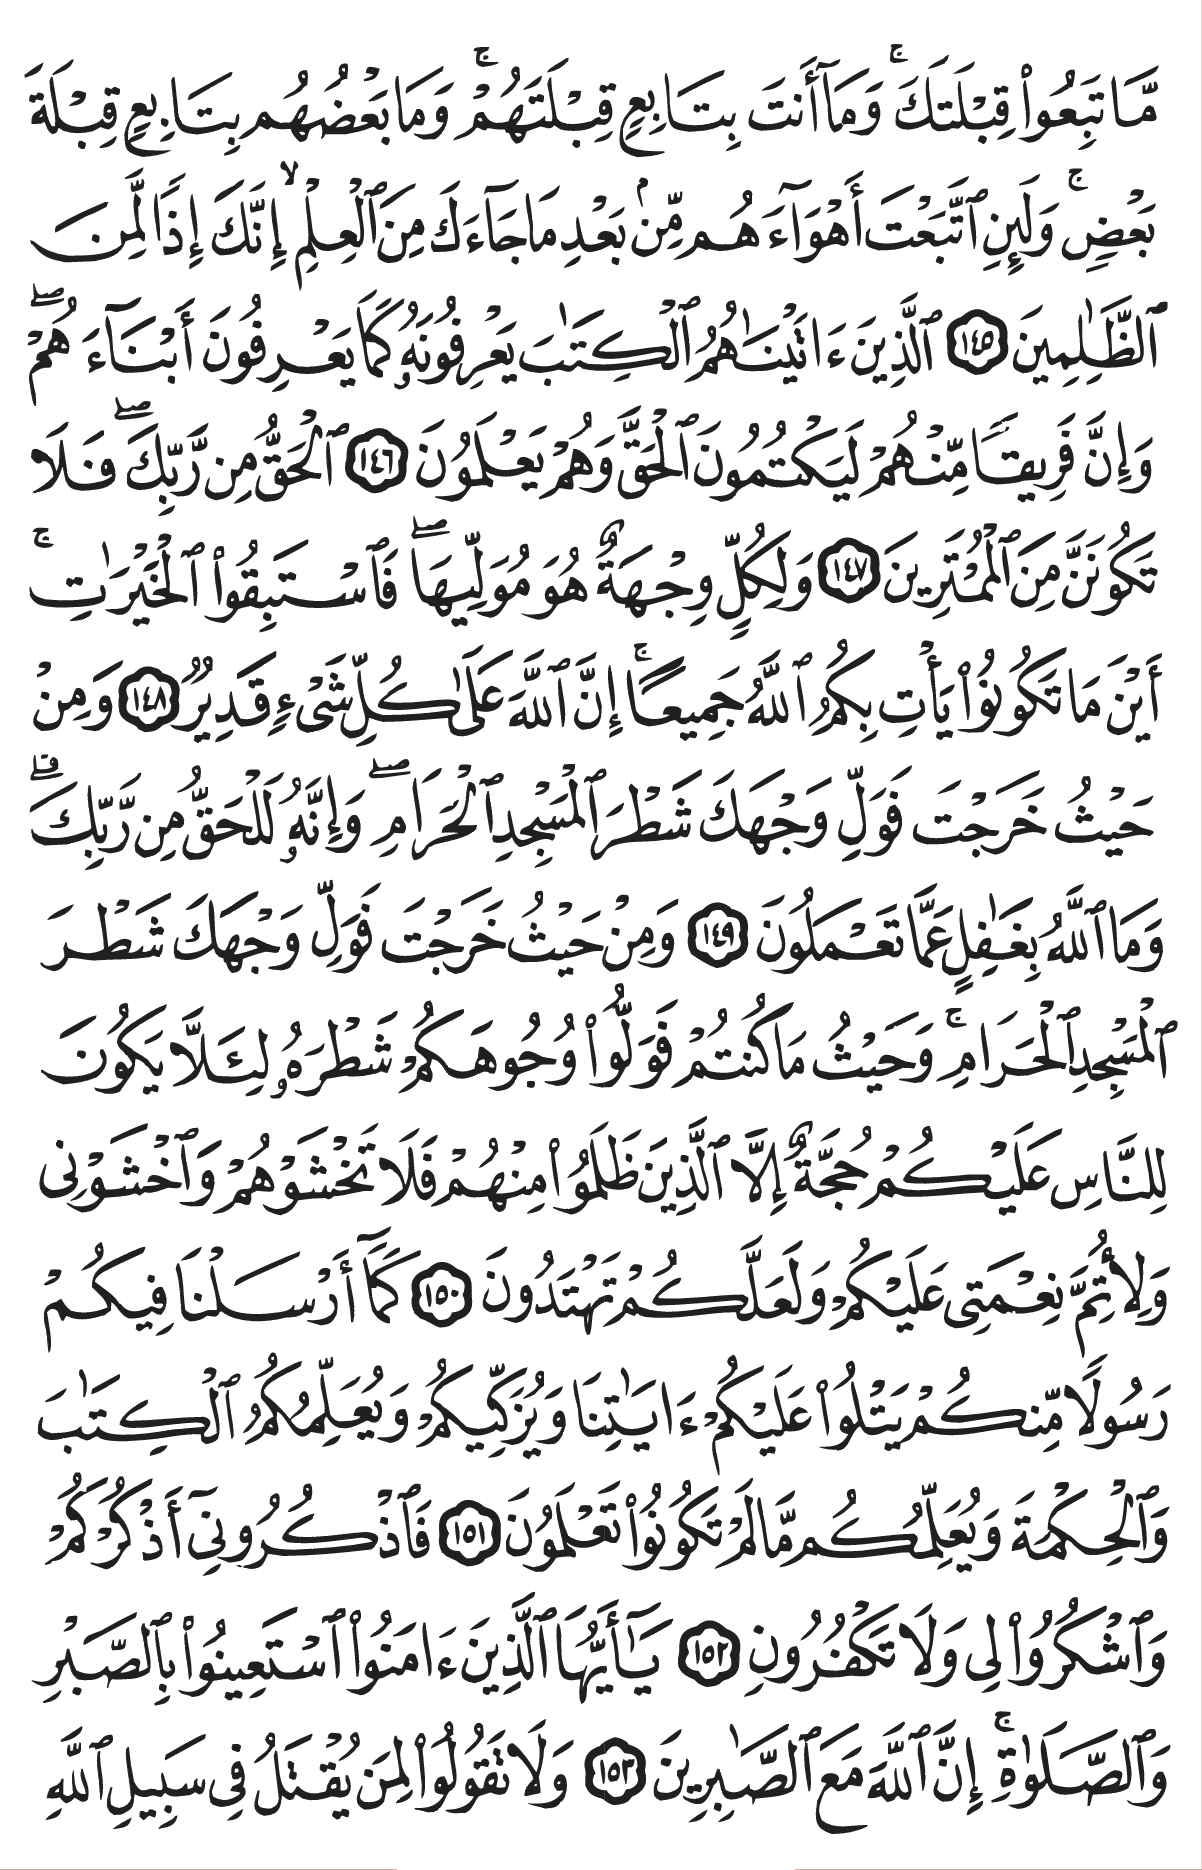 مَّا تَبِعُوا۟ قِبْلَتَكَ ۚ وَمَآ أَنتَ بِتَابِعٍ قِبْلَتَهُمْ ۚ وَمَا بَعْضُهُم بِتَابِعٍ قِبْلَةَ
بَعْضٍ ۚ وَلَئِنِ ٱتَّبَعْتَ أَهْوَآءَهُم مِّنۢ بَعْدِ مَا جَآءَكَ مِنَ ٱلْعِلْمِ ۙ إِنَّكَ إِذًا لَّمِنَ
ٱلظَّـٰلِمِينَ ١٤٥ ٱلَّذِينَ ءَاتَيْنَـٰهُمُ ٱلْكِتَـٰبَ يَعْرِفُونَهُۥ كَمَا يَعْرِفُونَ أَبْنَآءَهُمْ ۖ
وَإِنَّ فَرِيقًا مِّنْهُمْ لَيَكْتُمُونَ ٱلْحَقَّ وَهُمْ يَعْلَمُونَ ١٤٦ ٱلْحَقُّ مِن رَّبِّكَ ۖ فَلَا
تَكُونَنَّ مِنَ ٱلْمُمْتَرِينَ ١٤٧ وَلِكُلٍّ وِجْهَةٌ هُوَ مُوَلِّيهَا ۖ فَٱسْتَبِقُوا۟ ٱلْخَيْرَٰتِ ۚ
أَيْنَ مَا تَكُونُوا۟ يَأْتِ بِكُمُ ٱللَّهُ جَمِيعًا ۚ إِنَّ ٱللَّهَ عَلَىٰ كُلِّ شَىْءٍ قَدِيرٌ ١٤٨ وَمِنْ
حَيْثُ خَرَجْتَ فَوَلِّ وَجْهَكَ شَطْرَ ٱلْمَسْجِدِ ٱلْحَرَامِ ۖ وَإِنَّهُۥ لَلْحَقُّ مِن رَّبِّكَ ۗ
وَمَا ٱللَّهُ بِغَـٰفِلٍ عَمَّا تَعْمَلُونَ ١٤٩ وَمِنْ حَيْثُ خَرَجْتَ فَوَلِّ وَجْهَكَ شَطْرَ
ٱلْمَسْجِدِ ٱلْحَرَامِ ۚ وَحَيْثُ مَا كُنتُمْ فَوَلُّوا۟ وُجُوهَكُمْ شَطْرَهُۥ لِئَلَّا يَكُونَ
لِلنَّاسِ عَلَيْكُمْ حُجَّةٌ إِلَّا ٱلَّذِينَ ظَلَمُوا۟ مِنْهُمْ فَلَا تَخْشَوْهُمْ وَٱخْشَوْنِى
وَلِأُتِمَّ نِعْمَتِى عَلَيْكُمْ وَلَعَلَّكُمْ تَهْتَدُونَ ١٥٠ كَمَآ أَرْسَلْنَا فِيكُمْ
رَسُولًا مِّنكُمْ يَتْلُوا۟ عَلَيْكُمْ ءَايَـٰتِنَا وَيُزَكِّيكُمْ وَيُعَلِّمُكُمُ ٱلْكِتَـٰبَ
وَٱلْحِكْمَةَ وَيُعَلِّمُكُم مَّا لَمْ تَكُونُوا۟ تَعْلَمُونَ ١٥١ فَٱذْكُرُونِىٓ أَذْكُرْكُمْ
وَٱشْكُرُوا۟ لِى وَلَا تَكْفُرُونِ ١٥٢ يَـٰٓأَيُّهَا ٱلَّذِينَ ءَامَنُوا۟ ٱسْتَعِينُوا۟ بِٱلصَّبْرِ
وَٱلصَّلَوٰةِ ۚ إِنَّ ٱللَّهَ مَعَ ٱلصَّـٰبِرِينَ ١٥٣ وَلَا تَقُولُوا۟ لِمَن يُقْتَلُ فِى سَبِيلِ ٱللَّهِ